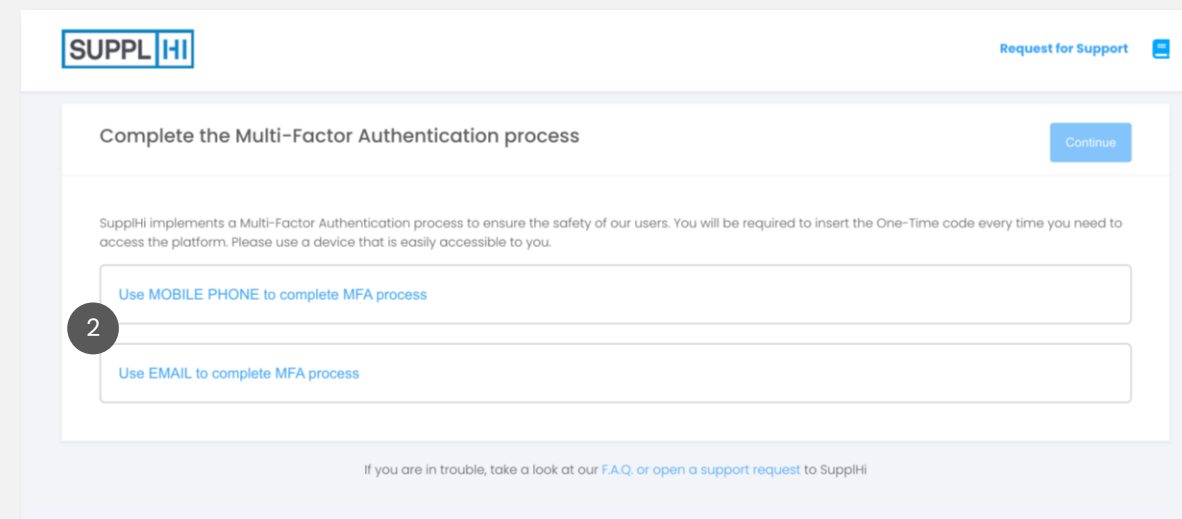 SUPPLHI
Request for Support
Complete the Multi-Factor Authentication process
Continue
SupplHi implements a Multi-Factor Authentication process to ensure the safety of our users. You will be required to insert the One-Time code every time you need to
access the platform. Please use a device that is easily accessible to you.
Use MOBILE PHONE to complete MFA process
2
Use EMAIL to complete MFA process
If you are in trouble, take a look at our F.A.Q. or open a support request to SupplHi